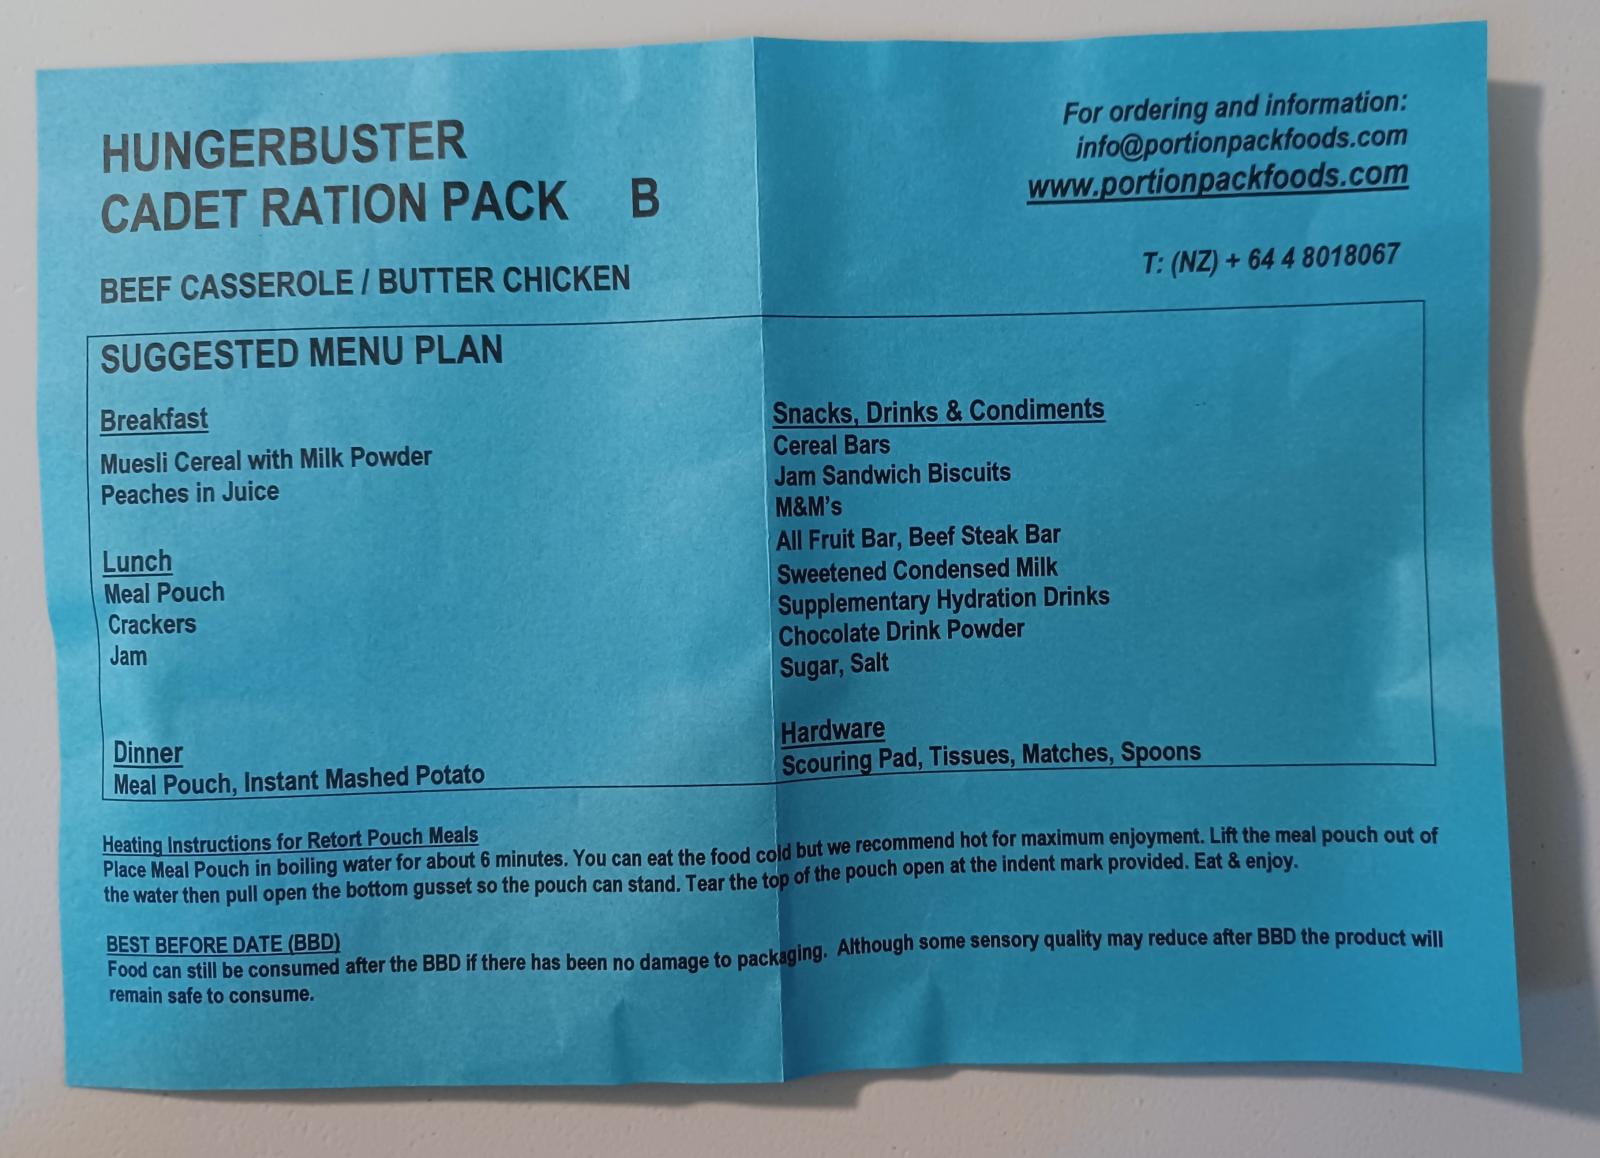 HUNGERBUSTER
CADET RATION PACK B
BEEF CASSEROLE / BUTTER CHICKEN
For ordering and information:
info@portionpackfoods.com
www.portionpackfoods.com
T: (NZ) + 64 4 8018067
SUGGESTED MENU PLAN
Breakfast
Muesli Cereal with Milk Powder
Peaches in Juice
Lunch
Meal Pouch
Crackers
Jam
Dinner
Meal Pouch, Instant Mashed Potato
Snacks, Drinks & Condiments
Cereal Bars
Jam Sandwich Biscuits
M&M's
All Fruit Bar, Beef Steak Bar
Sweetened Condensed Milk
Supplementary Hydration Drinks
Chocolate Drink Powder
Sugar, Salt
Hardware
Scouring Pad, Tissues, Matches, Spoons
Heating Instructions for Retort Pouch Meals
Place Meal Pouch in boiling water for about 6 minutes. You can eat the food cold but we recommend hot for maximum enjoyment. Lift the meal pouch out of
the water then pull open the bottom gusset so the pouch can stand. Tear the top of the pouch open at the indent mark provided. Eat & enjoy.
BEST BEFORE DATE (BBD)
Food can still be consumed after the BBD if there has been no damage to packaging. Although some sensory quality may reduce after BBD the product will
remain safe to consume.